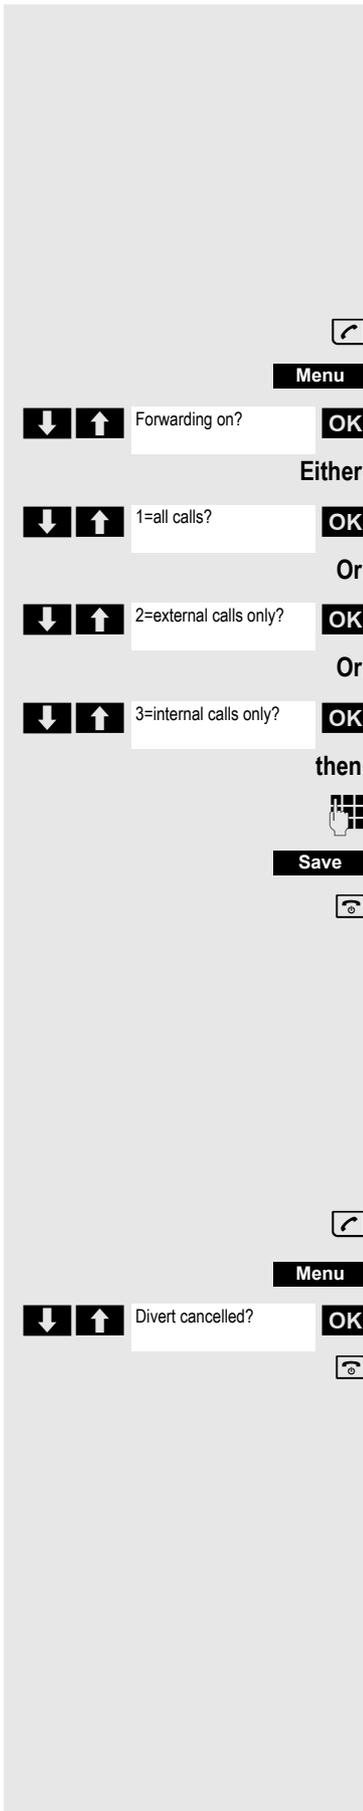 Menu
Forwarding on? OK
Either
1=all calls? OK
Or
2=external calls only? OK
Or
3=internal calls only? OK
then
Save
Menu
Divert cancelled? OK